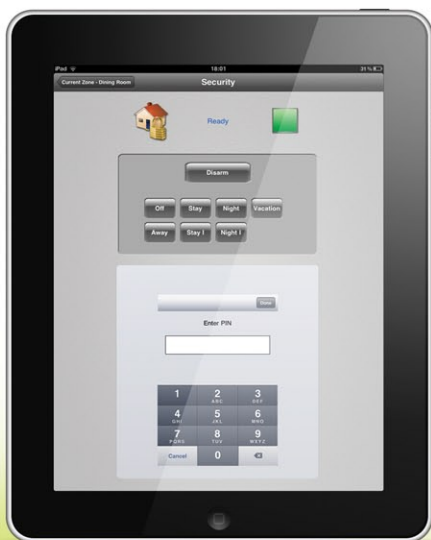 iPad 18:01 31 %
Current Zone - Dining Room Security
Ready
Disarm
Off Stay Night Vacation
Away Stay I Night I
Done
Enter PIN
1 2 3
ABC DEF
4 5 6
GHI JKL MNO
7 8 9
PQRS TUV WXYZ
Cancel 0